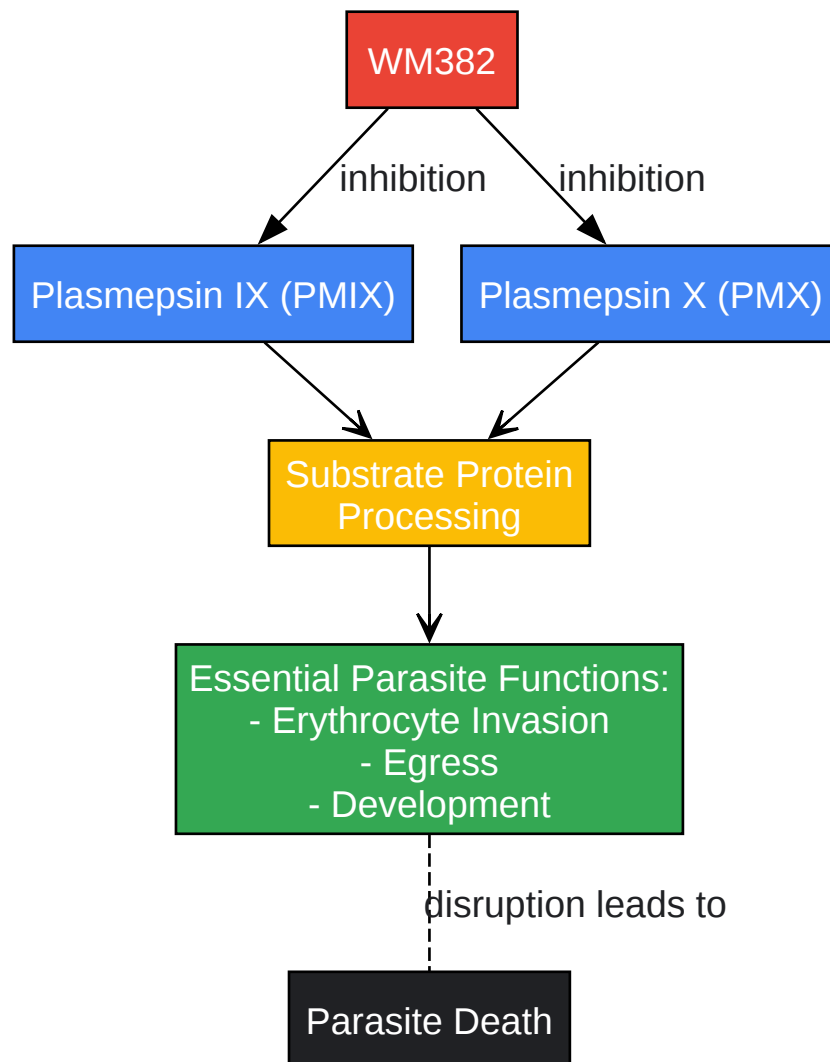 WM382
inhibition
inhibition
Plasmepsin IX (PMIX)
Plasmepsin X (PMX)
Substrate Protein
Processing
Essential Parasite Functions:
- Erythrocyte Invasion
- Egress
- Development
disruption leads to
Parasite Death